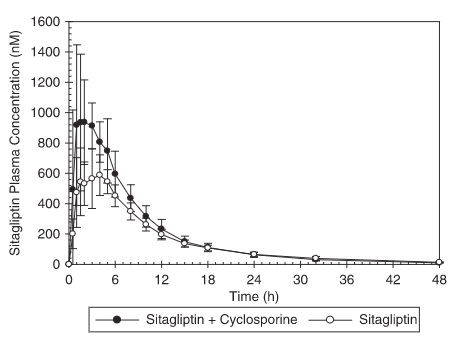 Sitagliptin Plasma Concentration (nM)
1600
1400
1200
1000
800
600
400
200
0
0 6 12 18 24 30 36 42 48
Time (h)
Sitagliptin + Cyclosporine Sitagliptin